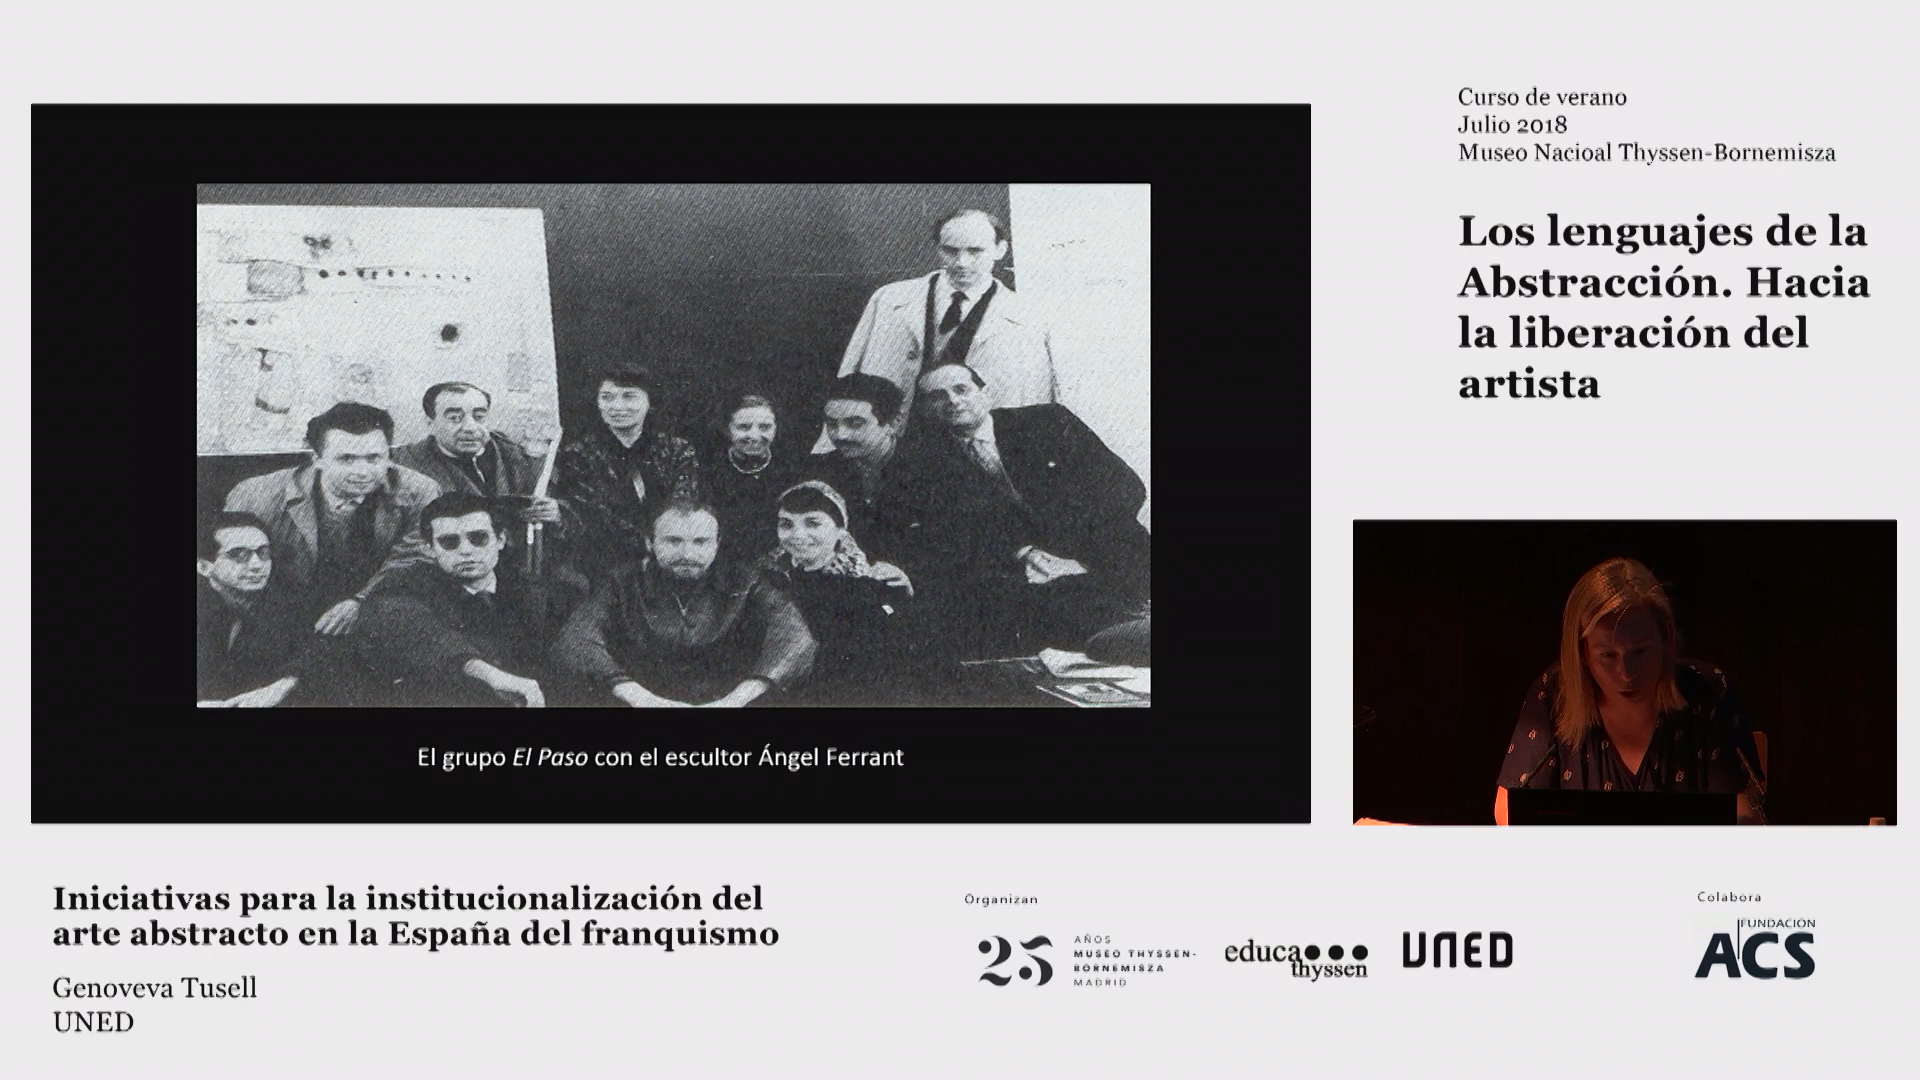 Curso de verano
Julio 2018
Museo Nacioal Thyssen-Bornemisza
Los lenguajes de la
Abstracción. Hacia
la liberación del
artista
El grupo El Paso con el escultor Ángel Ferrant
Iniciativas para la institucionalización del
arte abstracto en la España del franquismo
Genoveva Tusell
UNED
Organizan
25
AÑOS
MUSEO THYSSEN-
BORNEMISZA
MADRID
educa
thyssen
UNED
Colabora
FUNDACIÓN
ACS